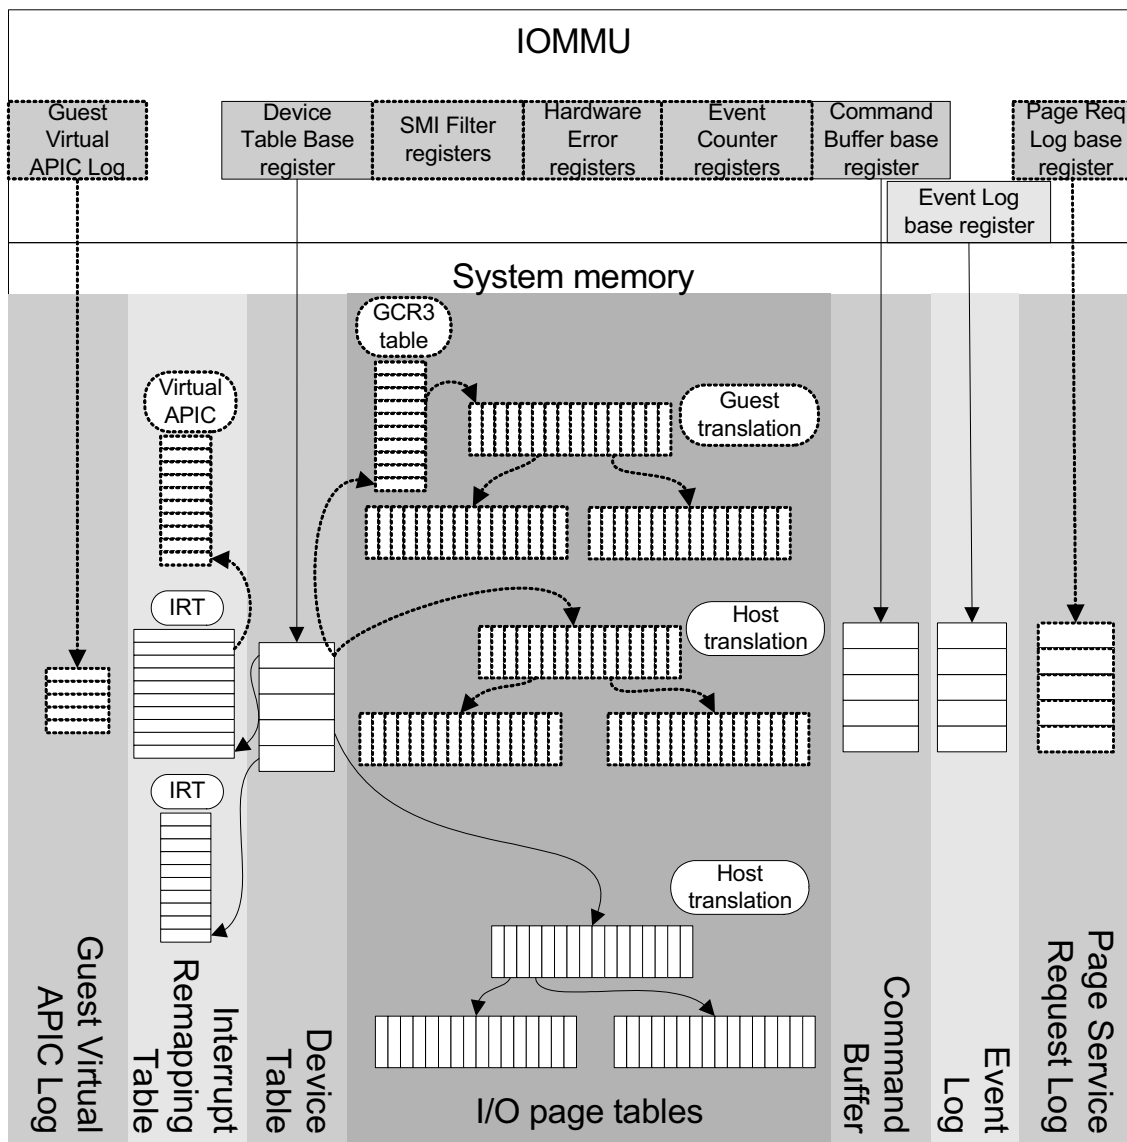 IOMMU
Guest
Virtual
APIC Log
Device
Table Base
register
SMI Filter
registers
Hardware
Error
registers
Event
Counter
registers
Command
Buffer base
register
Page Req
Log base
register
Event Log
base register
System memory
GCR3
table
Virtual
APIC
Guest
translation
IRT
Host
translation
IRT
Host
translation
Guest Virtual
APIC Log
Interrupt
Remapping
Table
Device
Table
I/O page tables
Command
Buffer
Event
Log
Page Service
Request Log